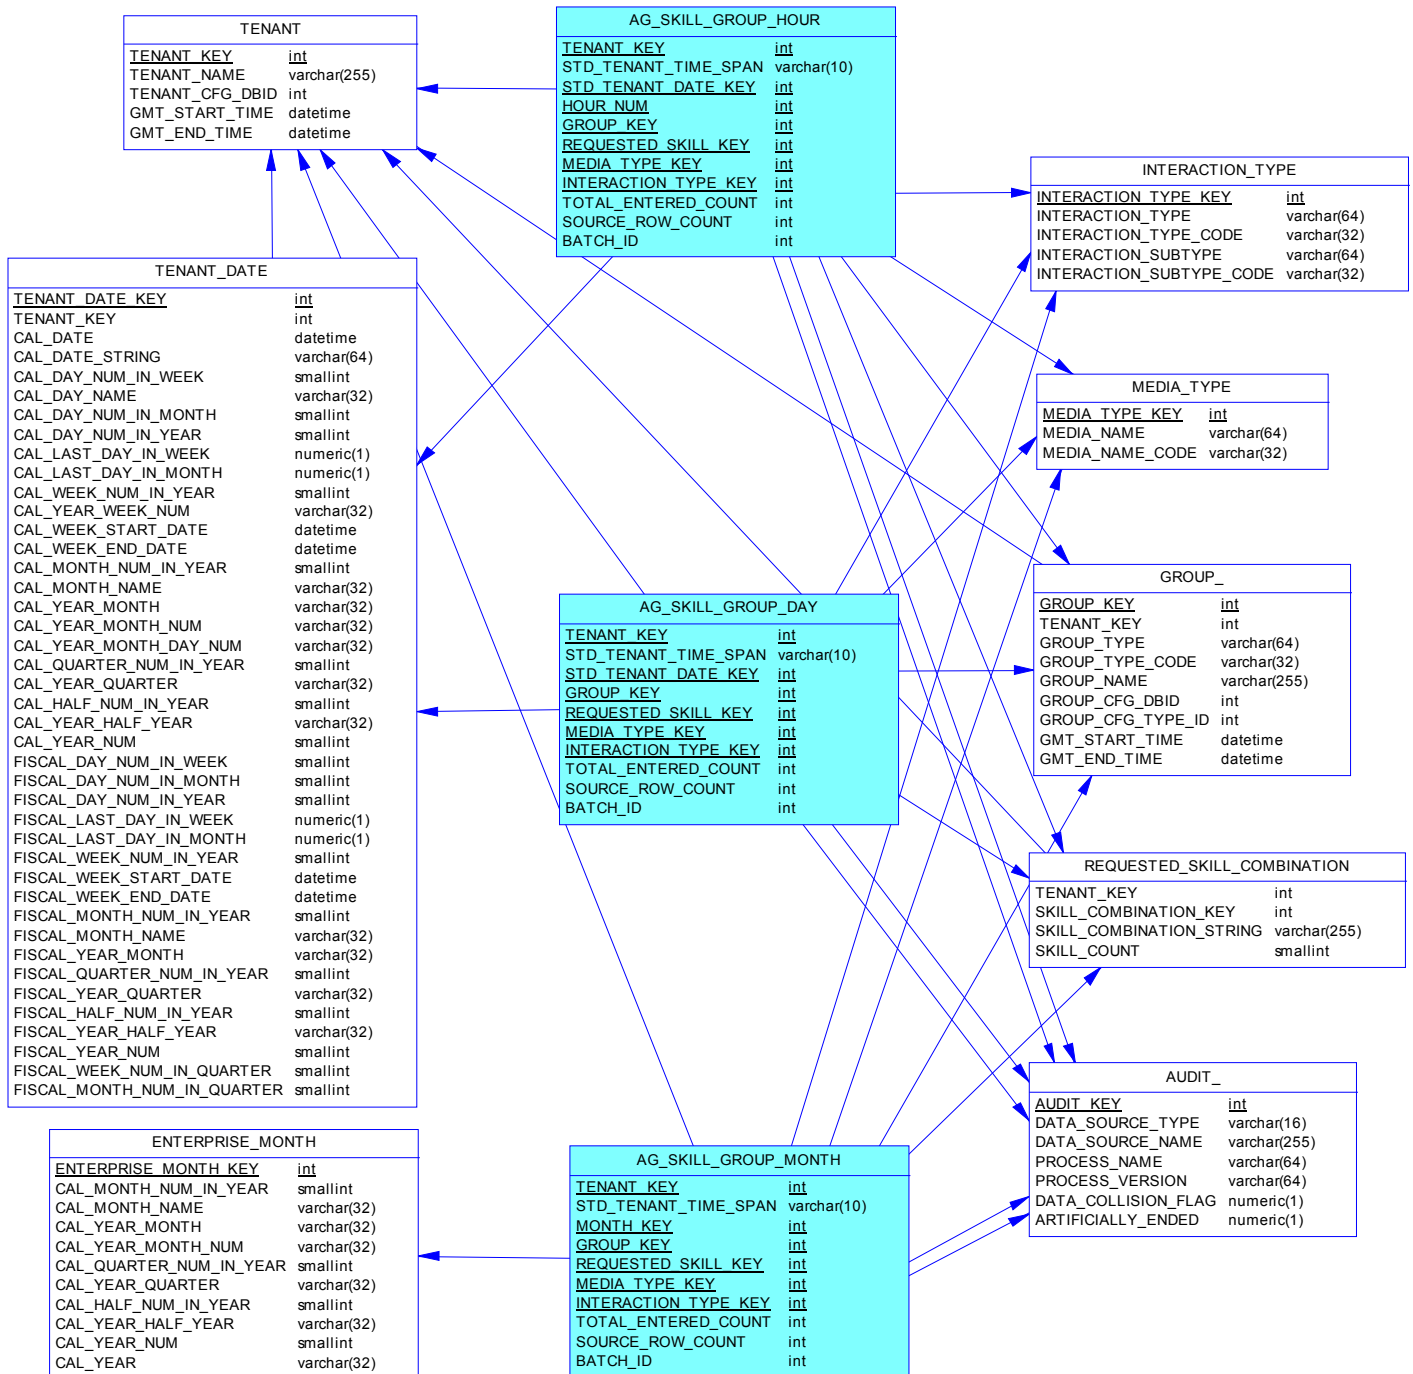 TENANT
TENANT_KEY int
TENANT_NAME varchar(255)
TENANT_CFG_DBID int
GMT_START_TIME datetime
GMT_END_TIME datetime
AG_SKILL_GROUP_HOUR
TENANT_KEY int
STD_TENANT_TIME_SPAN varchar(10)
STD_TENANT_DATE_KEY int
HOUR_NUM int
GROUP_KEY int
REQUESTED_SKILL_KEY int
MEDIA_TYPE_KEY int
INTERACTION_TYPE_KEY int
TOTAL_ENTERED_COUNT int
SOURCE_ROW_COUNT int
BATCH_ID int
INTERACTION_TYPE
INTERACTION_TYPE_KEY int
INTERACTION_TYPE varchar(64)
INTERACTION_TYPE_CODE varchar(32)
INTERACTION_SUBTYPE varchar(64)
INTERACTION_SUBTYPE_CODE varchar(32)
TENANT_DATE
TENANT_DATE_KEY int
TENANT_KEY int
CAL_DATE datetime
CAL_DATE_STRING varchar(64)
CAL_DAY_NUM_IN_WEEK smallint
CAL_DAY_NAME varchar(32)
CAL_DAY_NUM_IN_MONTH smallint
CAL_DAY_NUM_IN_YEAR smallint
CAL_LAST_DAY_IN_WEEK numeric(1)
CAL_LAST_DAY_IN_MONTH numeric(1)
CAL_WEEK_NUM_IN_YEAR smallint
CAL_YEAR_WEEK_NUM varchar(32)
CAL_WEEK_START_DATE datetime
CAL_WEEK_END_DATE datetime
CAL_MONTH_NUM_IN_YEAR smallint
CAL_MONTH_NAME varchar(32)
CAL_YEAR_MONTH varchar(32)
CAL_YEAR_MONTH_NUM varchar(32)
CAL_YEAR_MONTH_DAY_NUM varchar(32)
CAL_QUARTER_NUM_IN_YEAR smallint
CAL_YEAR_QUARTER varchar(32)
CAL_HALF_NUM_IN_YEAR smallint
CAL_YEAR_HALF_YEAR varchar(32)
CAL_YEAR_NUM smallint
FISCAL_DAY_NUM_IN_WEEK smallint
FISCAL_DAY_NUM_IN_MONTH smallint
FISCAL_DAY_NUM_IN_YEAR smallint
FISCAL_LAST_DAY_IN_WEEK numeric(1)
FISCAL_LAST_DAY_IN_MONTH numeric(1)
FISCAL_WEEK_NUM_IN_YEAR smallint
FISCAL_WEEK_START_DATE datetime
FISCAL_WEEK_END_DATE datetime
FISCAL_MONTH_NUM_IN_YEAR smallint
FISCAL_MONTH_NAME varchar(32)
FISCAL_YEAR_MONTH varchar(32)
FISCAL_QUARTER_NUM_IN_YEAR smallint
FISCAL_YEAR_QUARTER varchar(32)
FISCAL_HALF_NUM_IN_YEAR smallint
FISCAL_YEAR_HALF_YEAR varchar(32)
FISCAL_YEAR_NUM smallint
FISCAL_WEEK_NUM_IN_QUARTER smallint
FISCAL_MONTH_NUM_IN_QUARTER smallint
MEDIA_TYPE
MEDIA_TYPE_KEY int
MEDIA_NAME varchar(64)
MEDIA_NAME_CODE varchar(32)
AG_SKILL_GROUP_DAY
TENANT_KEY int
STD_TENANT_TIME_SPAN varchar(10)
STD_TENANT_DATE_KEY int
GROUP_KEY int
REQUESTED_SKILL_KEY int
MEDIA_TYPE_KEY int
INTERACTION_TYPE_KEY int
TOTAL_ENTERED_COUNT int
SOURCE_ROW_COUNT int
BATCH_ID int
GROUP_
GROUP_KEY int
TENANT_KEY int
GROUP_TYPE varchar(64)
GROUP_TYPE_CODE varchar(32)
GROUP_NAME varchar(255)
GROUP_CFG_DBID int
GROUP_CFG_TYPE_ID int
GMT_START_TIME datetime
GMT_END_TIME datetime
REQUESTED_SKILL_COMBINATION
TENANT_KEY int
SKILL_COMBINATION_KEY int
SKILL_COMBINATION_STRING varchar(255)
SKILL_COUNT smallint
AUDIT_
AUDIT_KEY int
DATA_SOURCE_TYPE varchar(16)
DATA_SOURCE_NAME varchar(255)
PROCESS_NAME varchar(64)
PROCESS_VERSION varchar(64)
DATA_COLLISION_FLAG numeric(1)
ARTIFICIALLY_ENDED numeric(1)
ENTERPRISE_MONTH
ENTERPRISE_MONTH_KEY int
CAL_MONTH_NUM_IN_YEAR smallint
CAL_MONTH_NAME varchar(32)
CAL_YEAR_MONTH varchar(32)
CAL_YEAR_MONTH_NUM varchar(32)
CAL_QUARTER_NUM_IN_YEAR smallint
CAL_YEAR_QUARTER varchar(32)
CAL_HALF_NUM_IN_YEAR smallint
CAL_YEAR_HALF_YEAR varchar(32)
CAL_YEAR_NUM smallint
CAL_YEAR varchar(32)
AG_SKILL_GROUP_MONTH
TENANT_KEY int
STD_TENANT_TIME_SPAN varchar(10)
MONTH_KEY int
GROUP_KEY int
REQUESTED_SKILL_KEY int
MEDIA_TYPE_KEY int
INTERACTION_TYPE_KEY int
TOTAL_ENTERED_COUNT int
SOURCE_ROW_COUNT int
BATCH_ID int